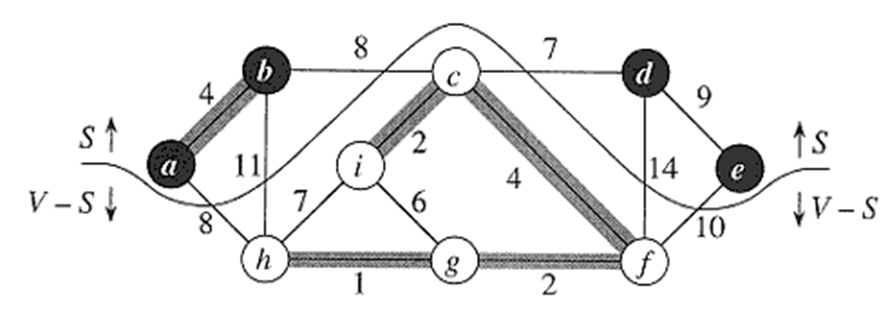 8 7
b c d
4 9
S S
2
a 11 i 14 e
4
V – S 7 6 V – S
8 10
h g f
1 2